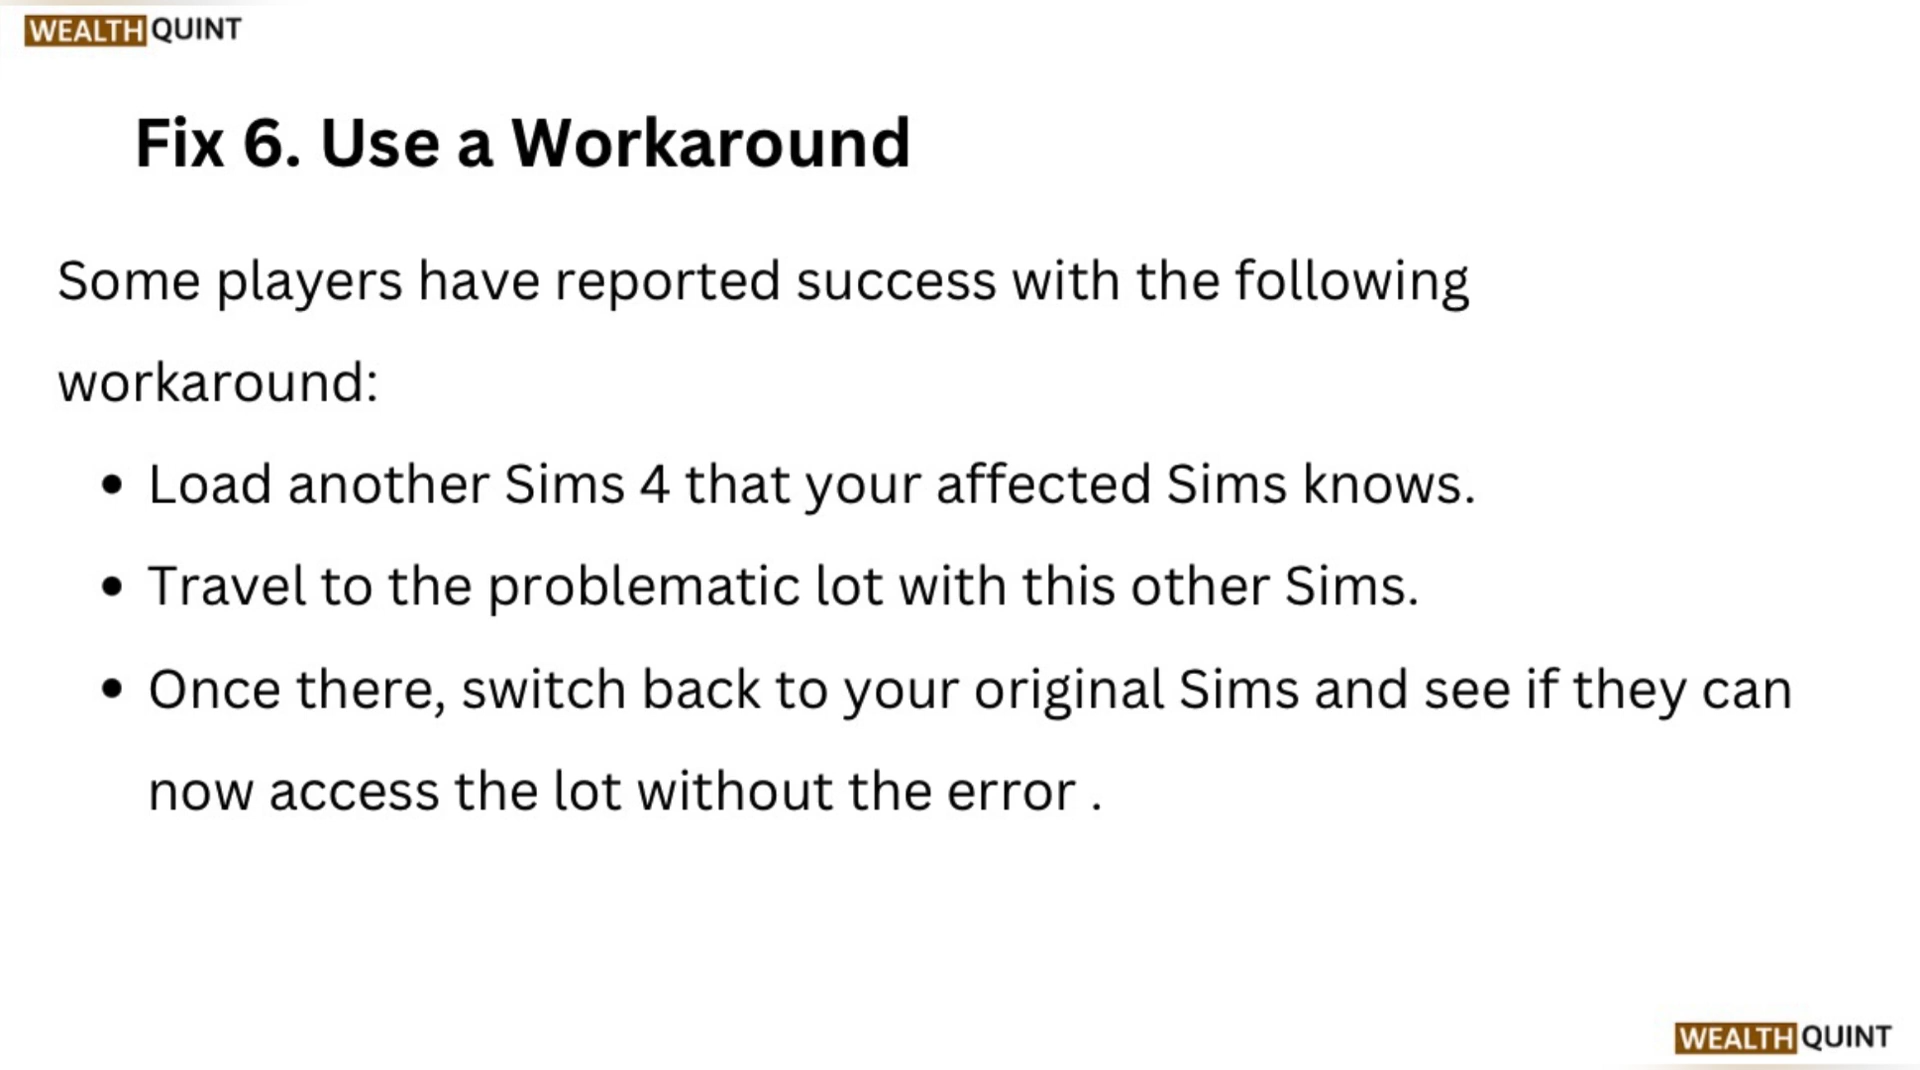 WEALTH QUINT
Fix 6. Use a Workaround
Some players have reported success with the following
workaround:
• Load another Sims 4 that your affected Sims knows.
• Travel to the problematic lot with this other Sims.
• Once there, switch back to your original Sims and see if they can
now access the lot without the error .
WEALTH QUINT